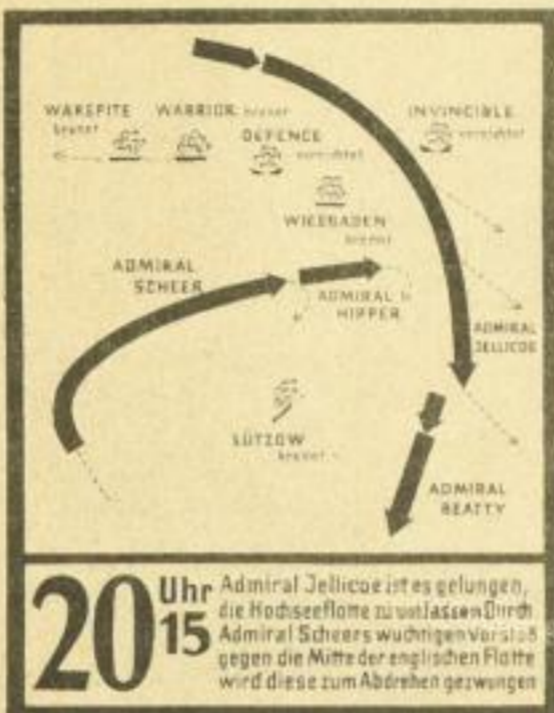 WARSPITE
brennt
WARRIOR brennt
DEFENCE
vernichtet
INVINCIBLE
vernichtet
WIESBADEN
brennt
ADMIRAL
SCHEER
ADMIRAL
HIPPER
ADMIRAL
JELLICOE
LÜTZOW
brennt
ADMIRAL
BEATTY
20 Uhr 15
Admiral Jellicoe ist es gelungen,
die Hochseeflotte zu umfassen Durch
Admiral Scheers wuchtigen Vorstoß
gegen die Mitte der englischen Flotte
wird diese zum Abdrehen gezwungen